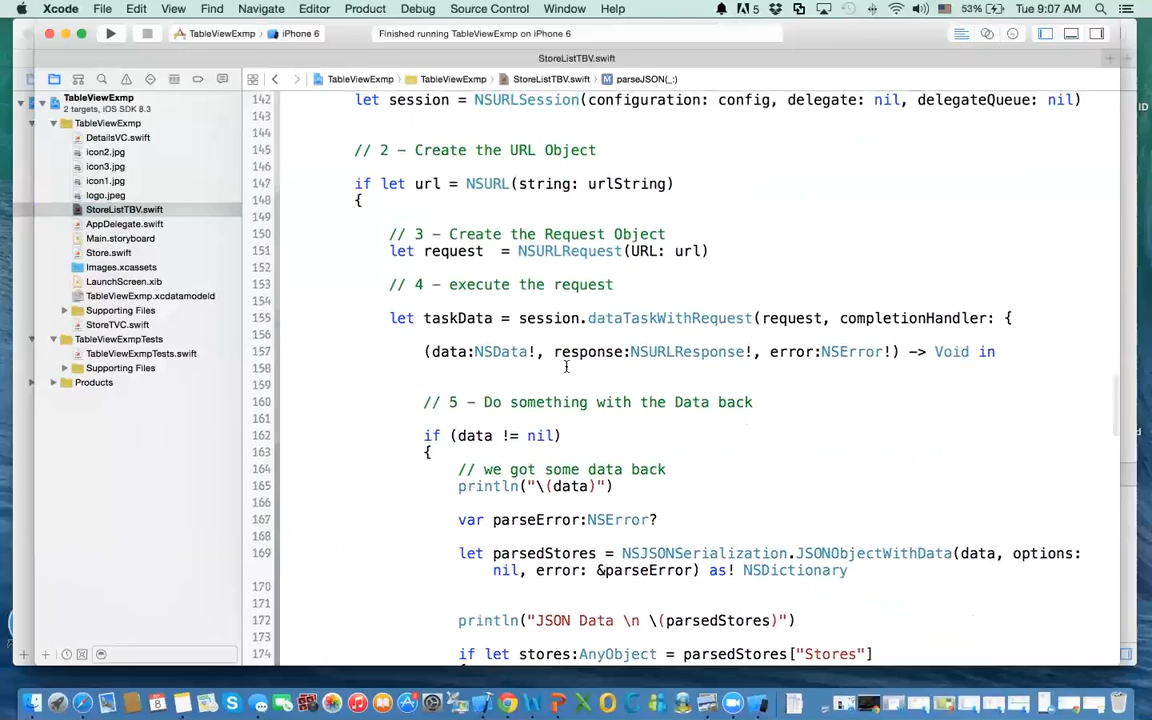 Xcode File Edit View Find Navigate Editor Product Debug Source Control Window Help 5 53% Tue 9:07 AM
TableViewExmp iPhone 6 Finished running TableViewExmp on iPhone 6
StoreListTBV.swift
TableViewExmp TableViewExmp StoreListTBV.swift M parseJSON(_:)
TableViewExmp
2 targets, iOS SDK 8.3
TableViewExmp
DetailsVC.swift
icon2.jpg
icon3.jpg
icon1.jpg
logo.jpeg
StoreListTBV.swift
AppDelegate.swift
Main.storyboard
Store.swift
Images.xcassets
LaunchScreen.xib
TableViewExmp.xcdatamodeld
Supporting Files
StoreTVC.swift
TableViewExmpTests
TableViewExmpTests.swift
Supporting Files
Products
142 let session = NSURLSession(configuration: config, delegate: nil, delegateQueue: nil)
143
144
145 // 2 - Create the URL Object
146
147 if let url = NSURL(string: urlString)
148 {
149
150 // 3 - Create the Request Object
151 let request = NSURLRequest(URL: url)
152
153 // 4 - execute the request
154
155 let taskData = session.dataTaskWithRequest(request, completionHandler: {
156
157 (data:NSData!, response:NSURLResponse!, error:NSError!) -> Void in
158
159
160 // 5 - Do something with the Data back
161
162 if (data != nil)
163 {
164 // we got some data back
165 println("\(data)")
166
167 var parseError:NSError?
168
169 let parsedStores = NSJSONSerialization.JSONObjectWithData(data, options:
nil, error: &parseError) as! NSDictionary
170
171
172 println("JSON Data \n \(parsedStores)")
173
174 if let stores:AnyObject = parsedStores["Stores"]